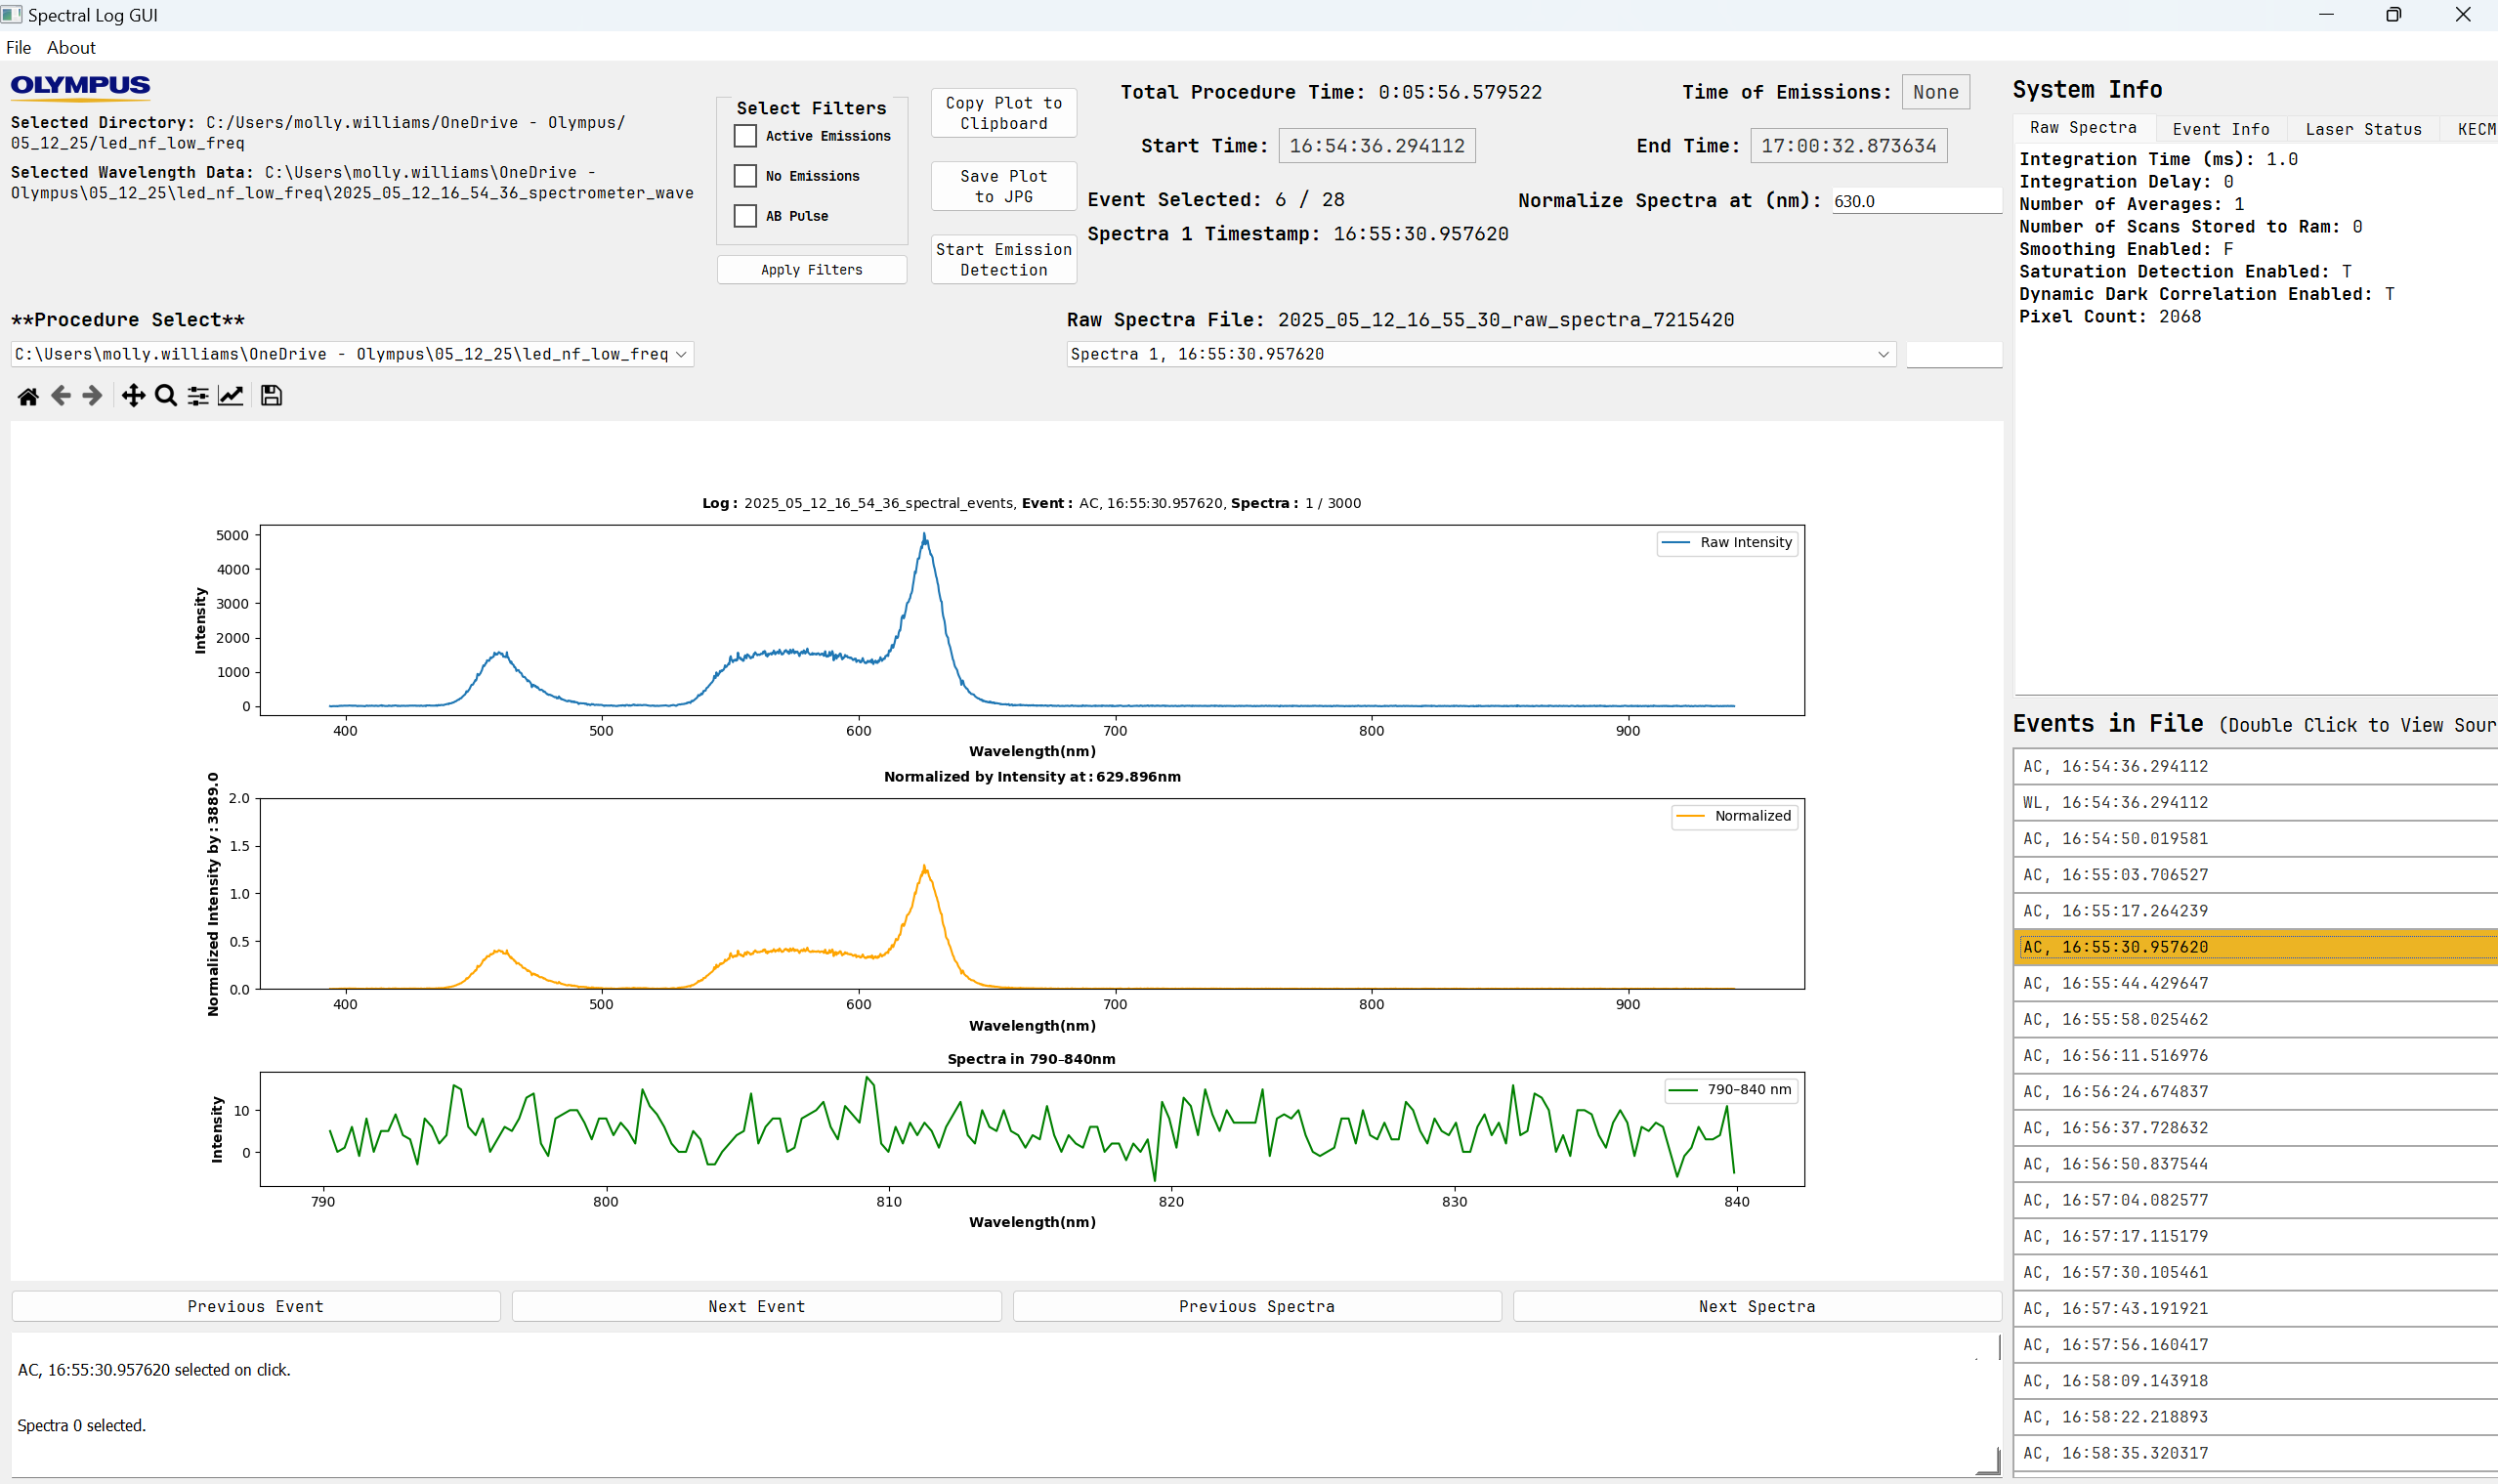 Spectral Log GUI
File About
OLYMPUS
Selected Directory: C:/Users/molly.williams/OneDrive - Olympus/
05_12_25/led_nf_low_freq
Selected Wavelength Data: C:\Users\molly.williams\OneDrive -
Olympus\05_12_25\led_nf_low_freq\2025_05_12_16_54_36_spectrometer_wave
Select Filters
Active Emissions
No Emissions
AB Pulse
Apply Filters
Copy Plot to
Clipboard
Save Plot
to JPG
Start Emission
Detection
Total Procedure Time: 0:05:56.579522
Time of Emissions: None
Start Time: 16:54:36.294112
End Time: 17:00:32.873634
Event Selected: 6 / 28
Normalize Spectra at (nm): 630.0
Spectra 1 Timestamp: 16:55:30.957620
**Procedure Select**
C:\Users\molly.williams\OneDrive - Olympus\05_12_25\led_nf_low_freq
Raw Spectra File: 2025_05_12_16_55_30_raw_spectra_7215420
Spectra 1, 16:55:30.957620
Log: 2025_05_12_16_54_36_spectral_events, Event: AC, 16:55:30.957620, Spectra: 1 / 3000
Raw Intensity
Intensity
5000
4000
3000
2000
1000
0
400 500 600 700 800 900
Wavelength(nm)
Normalized by Intensity at:629.896nm
Normalized
Normalized Intensity by:3889.0
2.0
1.5
1.0
0.5
0.0
400 500 600 700 800 900
Wavelength(nm)
Spectra in 790–840nm
790–840 nm
Intensity
10
0
790 800 810 820 830 840
Wavelength(nm)
Previous Event
Next Event
Previous Spectra
Next Spectra
AC, 16:55:30.957620 selected on click.
Spectra 0 selected.
System Info
Raw Spectra Event Info Laser Status KECM
Integration Time (ms): 1.0
Integration Delay: 0
Number of Averages: 1
Number of Scans Stored to Ram: 0
Smoothing Enabled: F
Saturation Detection Enabled: T
Dynamic Dark Correlation Enabled: T
Pixel Count: 2068
Events in File (Double Click to View Sour
AC, 16:54:36.294112
WL, 16:54:36.294112
AC, 16:54:50.019581
AC, 16:55:03.706527
AC, 16:55:17.264239
AC, 16:55:30.957620
AC, 16:55:44.429647
AC, 16:55:58.025462
AC, 16:56:11.516976
AC, 16:56:24.674837
AC, 16:56:37.728632
AC, 16:56:50.837544
AC, 16:57:04.082577
AC, 16:57:17.115179
AC, 16:57:30.105461
AC, 16:57:43.191921
AC, 16:57:56.160417
AC, 16:58:09.143918
AC, 16:58:22.218893
AC, 16:58:35.320317